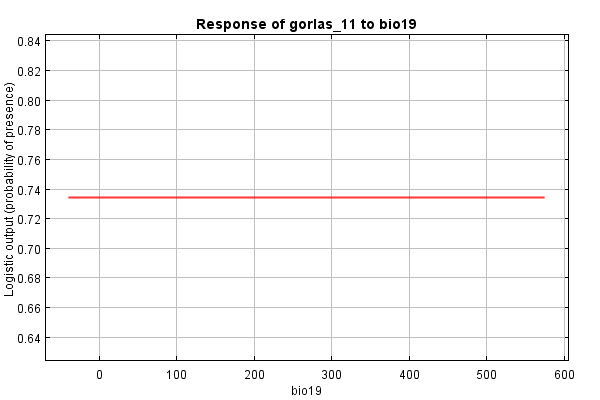 Response of gorlas_11 to bio19
Logistic output (probability of presence)
0.84
0.82
0.80
0.78
0.76
0.74
0.72
0.70
0.68
0.66
0.64
0 100 200 300 400 500 600
bio19